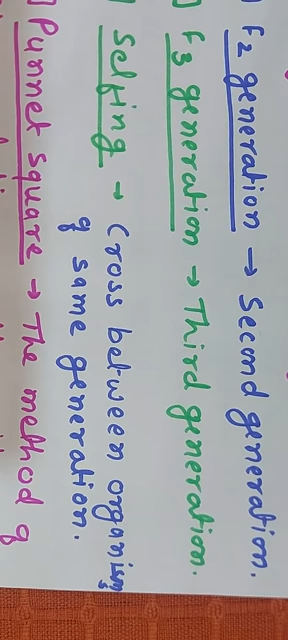 F2 generation → Second generation.
F3 generation → Third generation.
Selfing → Cross between organisms
of same generation.
Punnet square → The method of